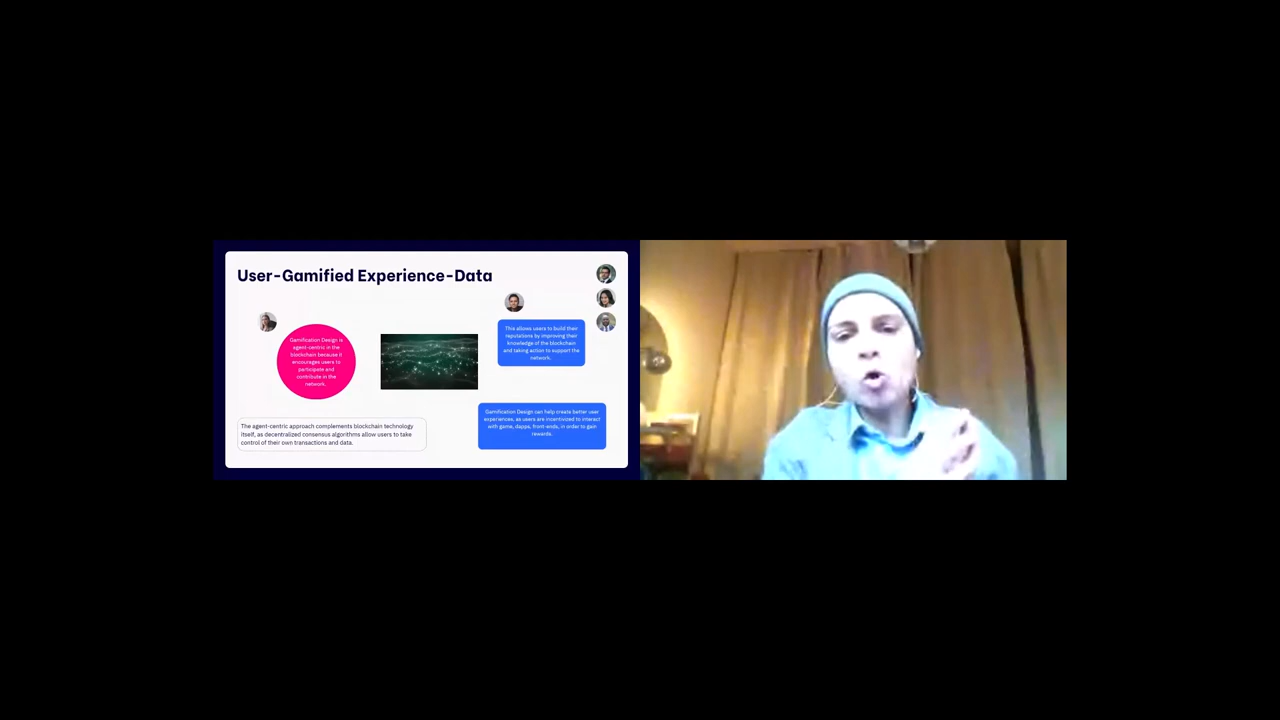 User-Gamified Experience-Data
Gamification Design is
agent-centric in the
blockchain because it
encourages users to
participate and
contribute in the
network.
This allows users to build their
reputations by improving their
knowledge of the blockchain
and taking action to support the
network.
Gamification Design can help create better user
experiences, as users are incentivized to interact
with game, dapps, front-ends, in order to gain
rewards.
The agent-centric approach complements blockchain technology
itself, as decentralized consensus algorithms allow users to take
control of their own transactions and data.